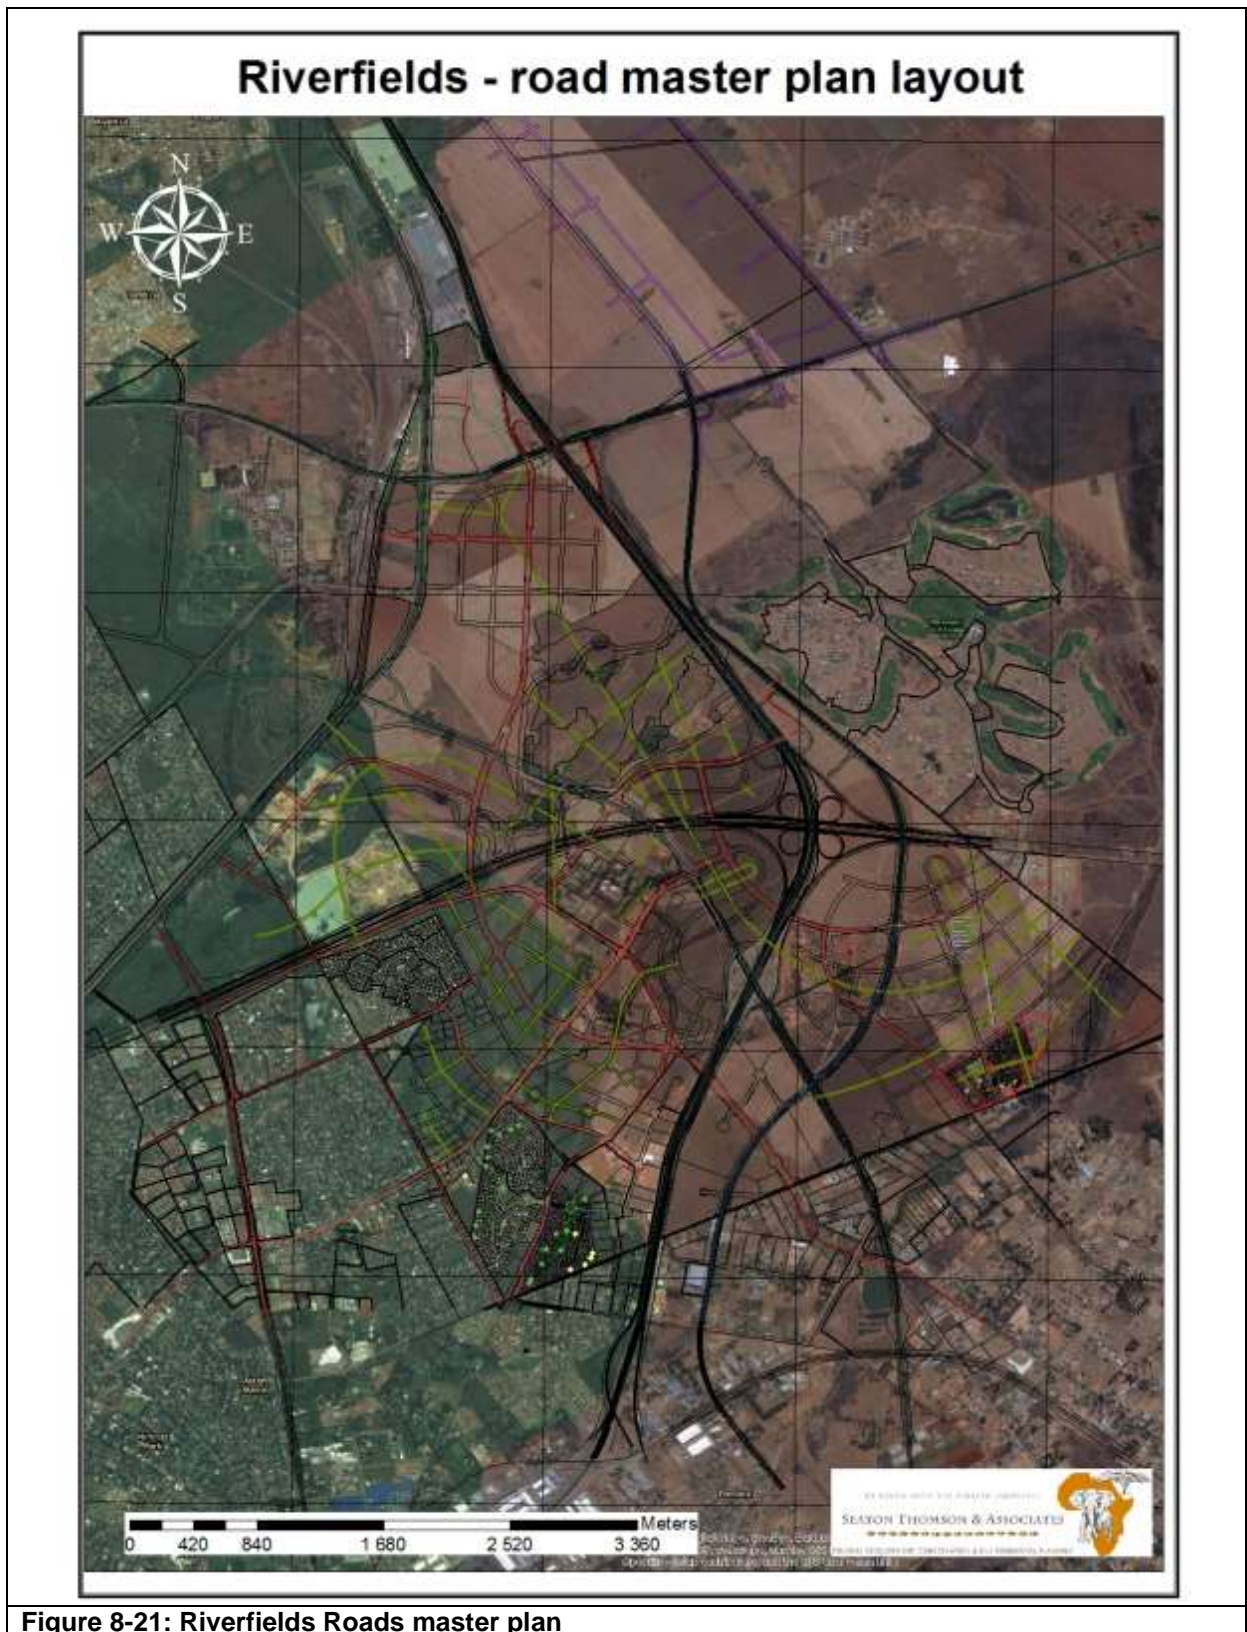 Riverfields - road master plan layout
N
W E
S
Meters
0 420 840 1 680 2 520 3 360
SEATON THOMSON & ASSOCIATES
Figure 8-21: Riverfields Roads master plan